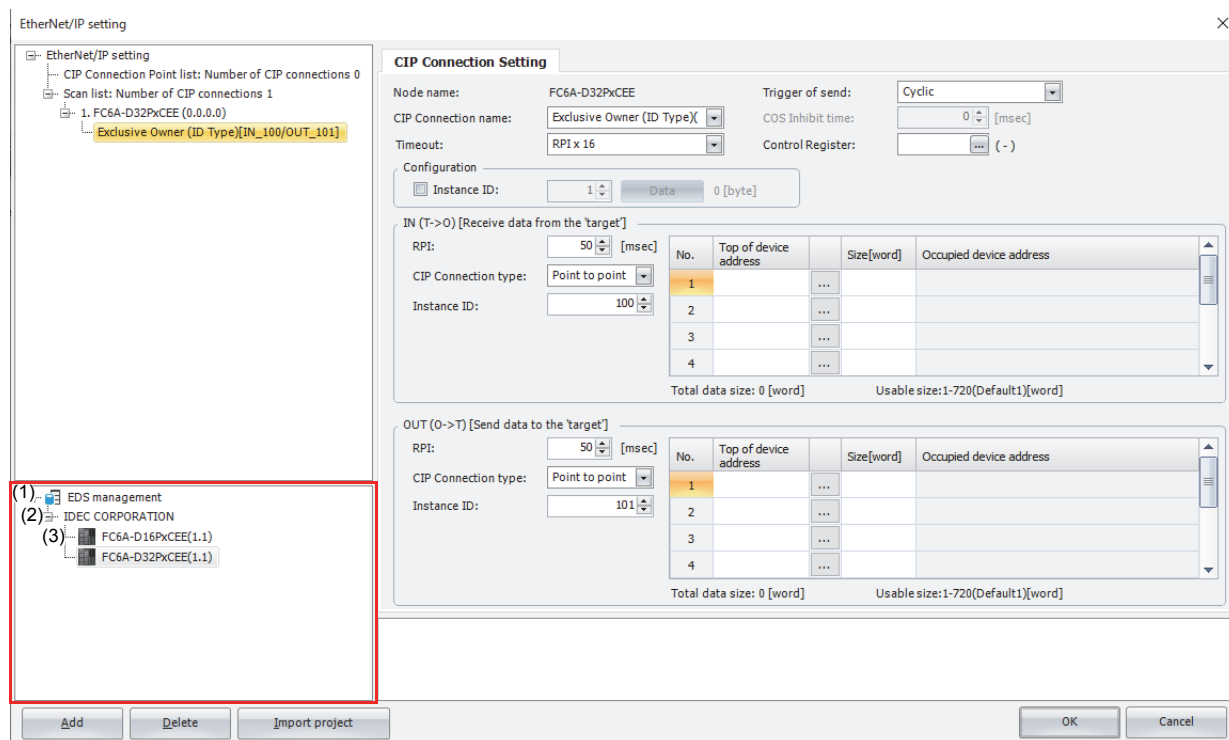 EtherNet/IP setting
EtherNet/IP setting
CIP Connection Point list: Number of CIP connections 0
Scan list: Number of CIP connections 1
1. FC6A-D32PxCEE (0.0.0.0)
Exclusive Owner (ID Type)[IN_100/OUT_101]
(1) EDS management
(2) IDEC CORPORATION
(3) FC6A-D16PxCEE(1.1)
FC6A-D32PxCEE(1.1)
CIP Connection Setting
Node name: FC6A-D32PxCEE Trigger of send: Cyclic
CIP Connection name: Exclusive Owner (ID Type)( COS Inhibit time: 0 [msec]
Timeout: RPI x 16 Control Register: ... ( - )
Configuration
Instance ID: 1 Data 0 [byte]
IN (T->O) [Receive data from the 'target']
RPI: 50 [msec]
CIP Connection type: Point to point
Instance ID: 100
No. Top of device address Size[word] Occupied device address
1 ...
2 ...
3 ...
4 ...
Total data size: 0 [word] Usable size:1-720(Default1)[word]
OUT (O->T) [Send data to the 'target']
RPI: 50 [msec]
CIP Connection type: Point to point
Instance ID: 101
No. Top of device address Size[word] Occupied device address
1 ...
2 ...
3 ...
4 ...
Total data size: 0 [word] Usable size:1-720(Default1)[word]
Add Delete Import project OK Cancel